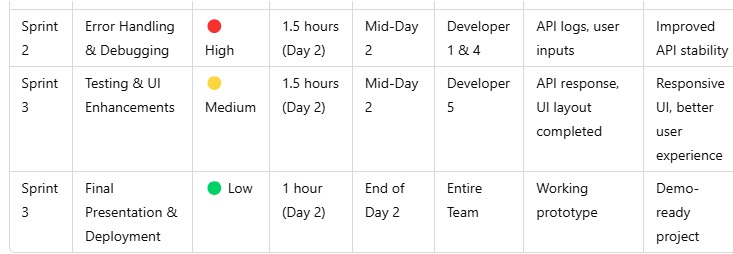 Sprint 2 Error Handling & Debugging High 1.5 hours (Day 2) Mid-Day 2 Developer 1 & 4 API logs, user inputs Improved API stability
Sprint 3 Testing & UI Enhancements Medium 1.5 hours (Day 2) Mid-Day 2 Developer 5 API response, UI layout completed Responsive UI, better user experience
Sprint 3 Final Presentation & Deployment Low 1 hour (Day 2) End of Day 2 Entire Team Working prototype Demo-ready project